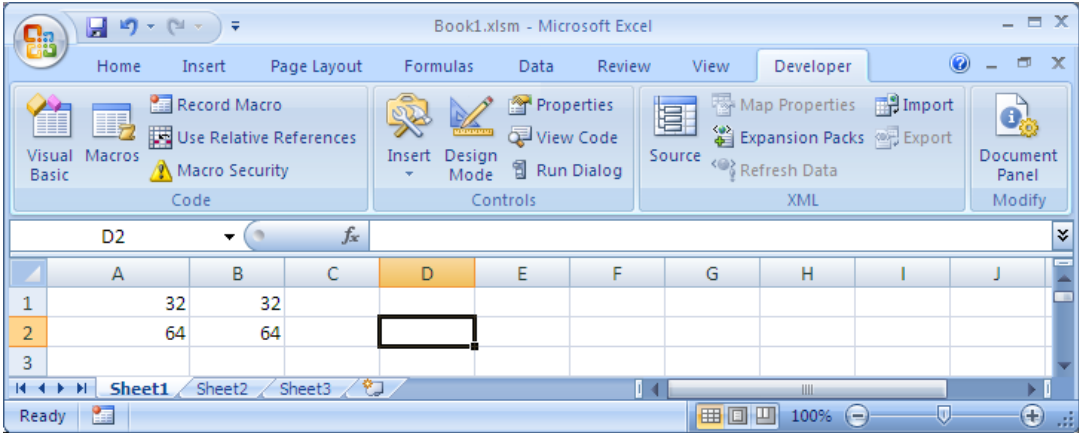 Book1.xlsm - Microsoft Excel
Home Insert Page Layout Formulas Data Review View Developer
Visual Basic
Macros
Record Macro
Use Relative References
Macro Security
Code
Insert
Design Mode
Properties
View Code
Run Dialog
Controls
Source
Map Properties
Expansion Packs
Refresh Data
Import
Export
XML
Document Panel
Modify
D2 fx
A B C D E F G H I J
1 32 32
2 64 64
3
Sheet1 Sheet2 Sheet3
Ready 100%